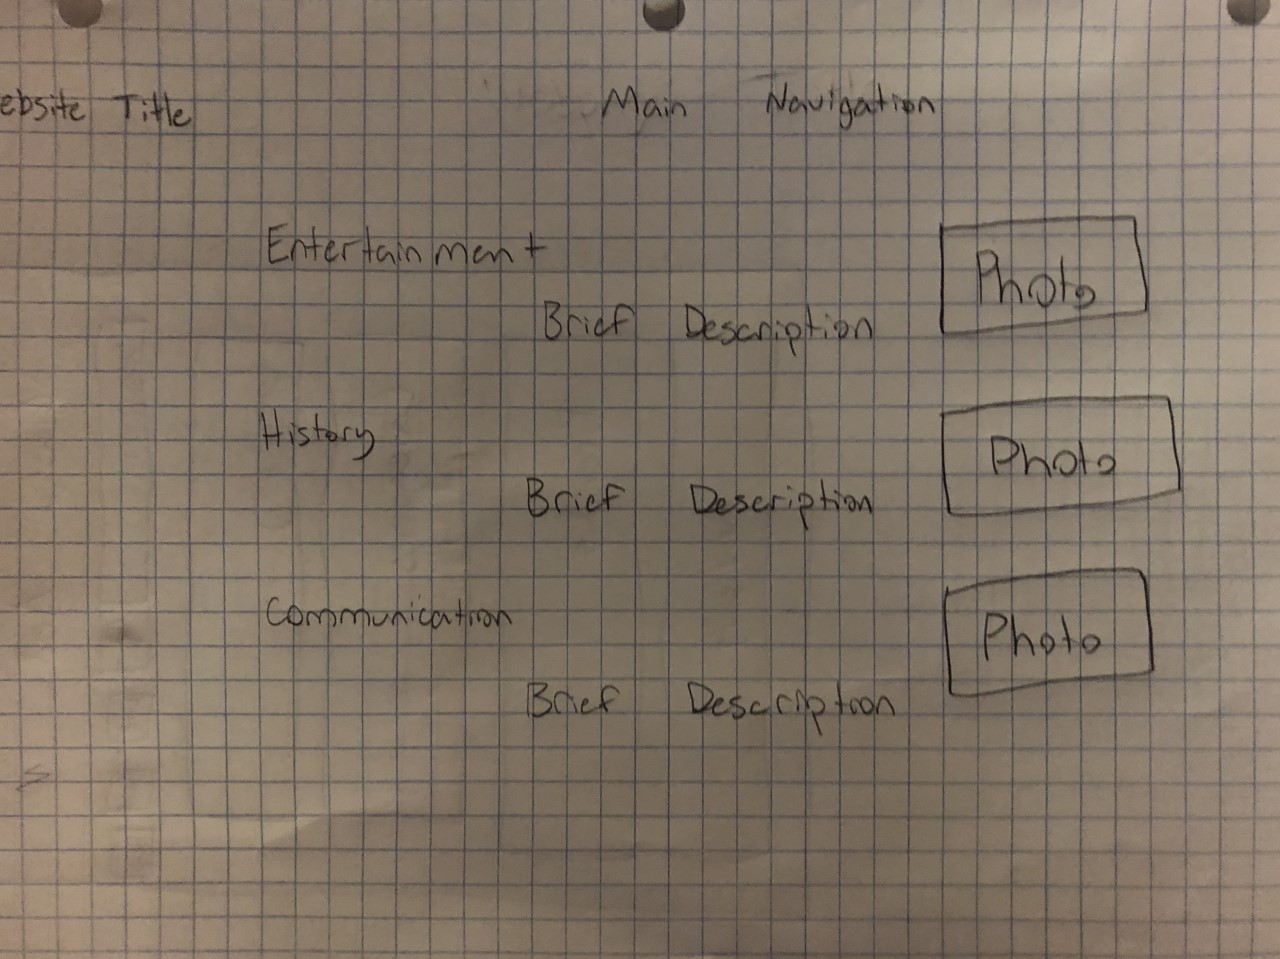 ebsite Title Main Navigation
Entertainment
Photo
Brief Description
History
Photo
Brief Description
Communication
Photo
Brief Description